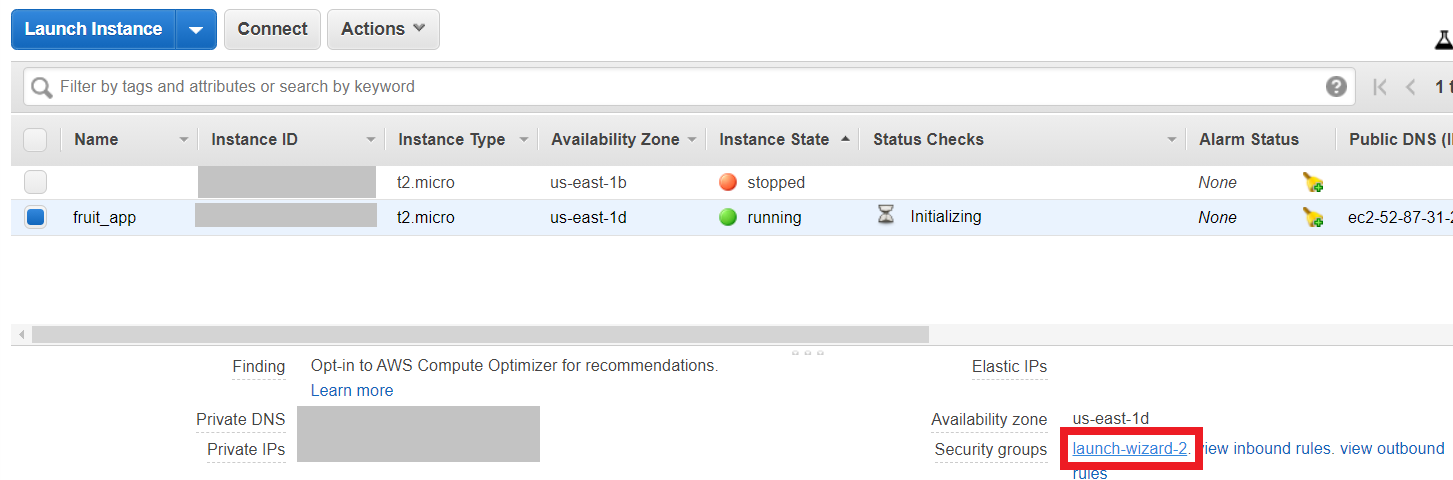 Launch Instance Connect Actions
Filter by tags and attributes or search by keyword ? 1
Name Instance ID Instance Type Availability Zone Instance State Status Checks Alarm Status Public DNS
t2.micro us-east-1b stopped None
fruit_app t2.micro us-east-1d running Initializing None ec2-52-87-31-2
Finding Opt-in to AWS Compute Optimizer for recommendations. Elastic IPs
Learn more
Private DNS Availability zone us-east-1d
Private IPs Security groups launch-wizard-2. view inbound rules. view outbound
rules